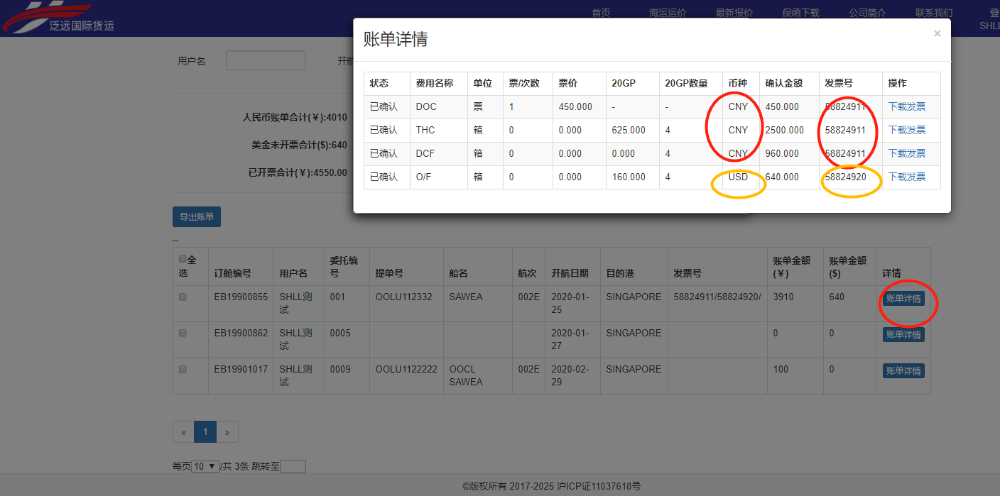 泛远国际货运
首页 海运运价 最新报价 保函下载 公司简介 联系我们 登
SHLL
用户名 开航
人民币账单合计(￥):4010
美金未开票合计($):640
已开票合计(￥):4550.00
账单详情 ×
状态 费用名称 单位 票/次数 票价 20GP 20GP数量 币种 确认金额 发票号 操作
已确认 DOC 票 1 450.000 - - CNY 450.000 58824911 下载发票
已确认 THC 箱 0 0.000 625.000 4 CNY 2500.000 58824911 下载发票
已确认 DCF 箱 0 0.000 0.000 4 CNY 960.000 58824911 下载发票
已确认 O/F 箱 0 0.000 160.000 4 USD 640.000 58824920 下载发票
导出账单
--
全选 订舱编号 用户名 委托编号 提单号 船名 航次 开航日期 目的港 发票号 账单金额(￥) 账单金额($) 详情
EB19900855 SHLL测试 001 OOLU112332 SAWEA 002E 2020-01-25 SINGAPORE 58824911/58824920/ 3910 640 账单详情
EB19900862 SHLL测试 0005 2020-01-27 SINGAPORE 0 0 账单详情
EB19901017 SHLL测试 0009 OOLU1122222 OOCL SAWEA 002E 2020-02-29 SINGAPORE 100 0 账单详情
« 1 »
每页 10 ▼ /共 3条 跳转至
©版权所有 2017-2025 沪ICP证11037618号